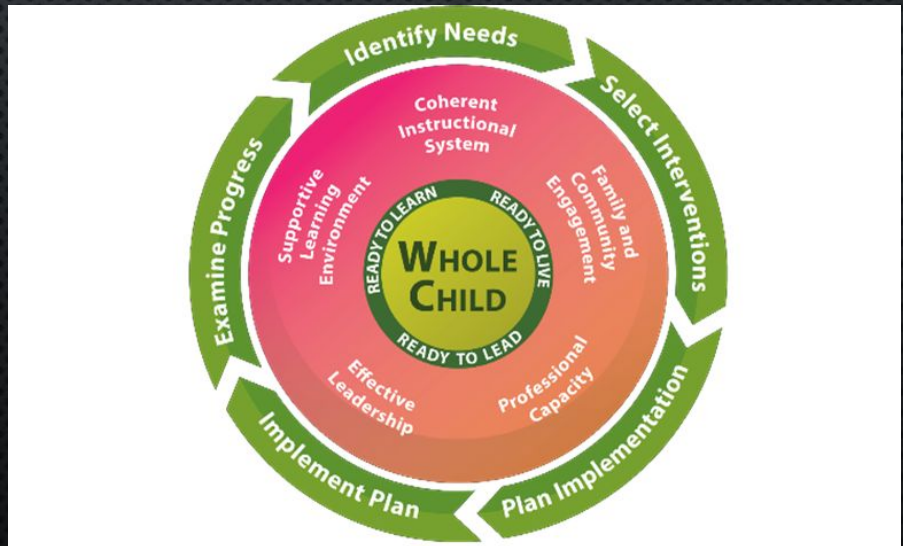 Identify Needs
Select Interventions
Plan Implementation
Implement Plan
Examine Progress
Coherent
Instructional
System
Family and
Community
Engagement
Professional
Capacity
Effective
Leadership
Supportive
Learning
Environment
READY TO LEARN
READY TO LIVE
READY TO LEAD
WHOLE
CHILD